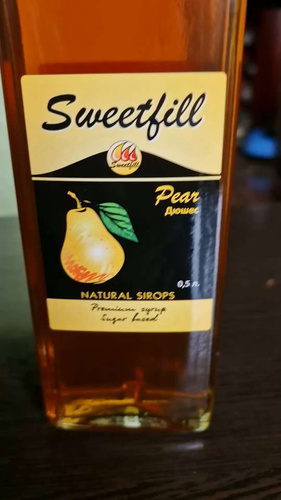 Sweetfill
Sweetfill
Pear
Дюшес
0,5 л.
NATURAL SIROPS
Premium syrup
Sugar based